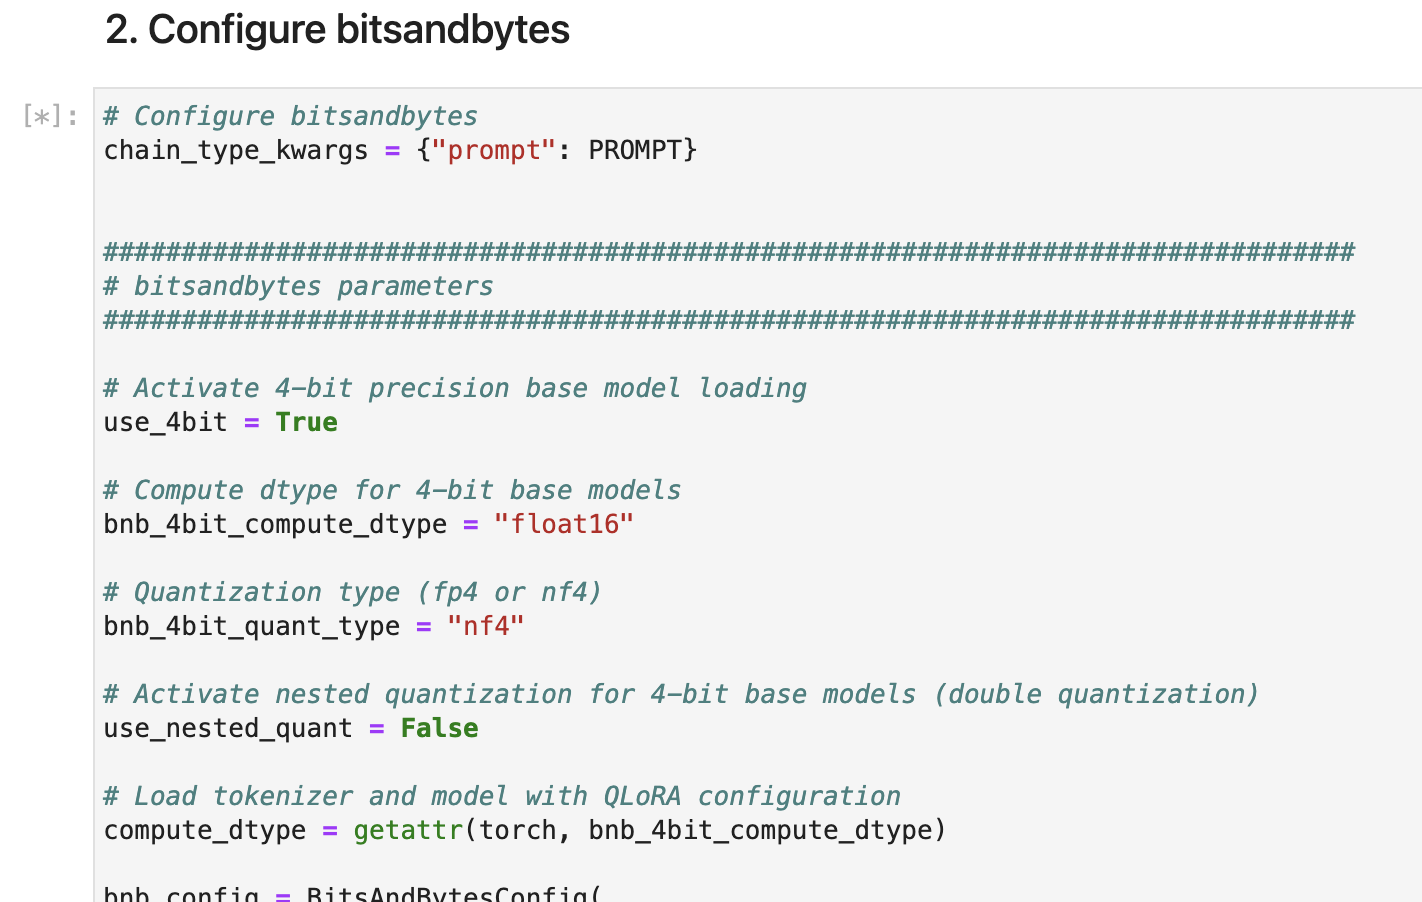 2. Configure bitsandbytes
[*]:
# Configure bitsandbytes
chain_type_kwargs = {"prompt": PROMPT}
################################################################################
# bitsandbytes parameters
################################################################################
# Activate 4-bit precision base model loading
use_4bit = True
# Compute dtype for 4-bit base models
bnb_4bit_compute_dtype = "float16"
# Quantization type (fp4 or nf4)
bnb_4bit_quant_type = "nf4"
# Activate nested quantization for 4-bit base models (double quantization)
use_nested_quant = False
# Load tokenizer and model with QLoRA configuration
compute_dtype = getattr(torch, bnb_4bit_compute_dtype)
bnb_config = BitsAndBytesConfig(